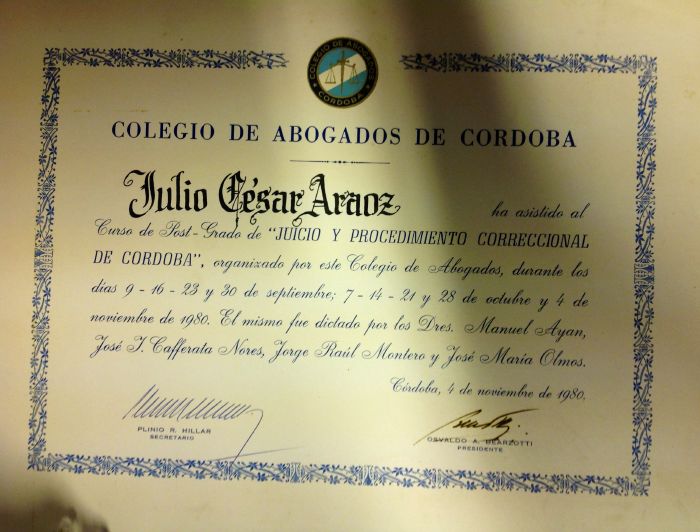 COLEGIO DE ABOGADOS
CORDOBA
COLEGIO DE ABOGADOS DE CORDOBA
Julio César Araoz ha asistido al
Curso de Post-Grado de "JUICIO Y PROCEDIMIENTO CORRECCIONAL
DE CORDOBA", organizado por este Colegio de Abogados, durante los
días 9 - 16 - 23 y 30 de septiembre; 7 - 14 - 21 y 28 de octubre y 4 de
noviembre de 1980. El mismo fue dictado por los Dres. Manuel Ayan,
José I. Cafferata Nores, Jorge Raúl Montero y José María Olmos.
Córdoba, 4 de noviembre de 1980.
PLINIO R. HILLAR
SECRETARIO
OSVALDO A. BEARZOTTI
PRESIDENTE